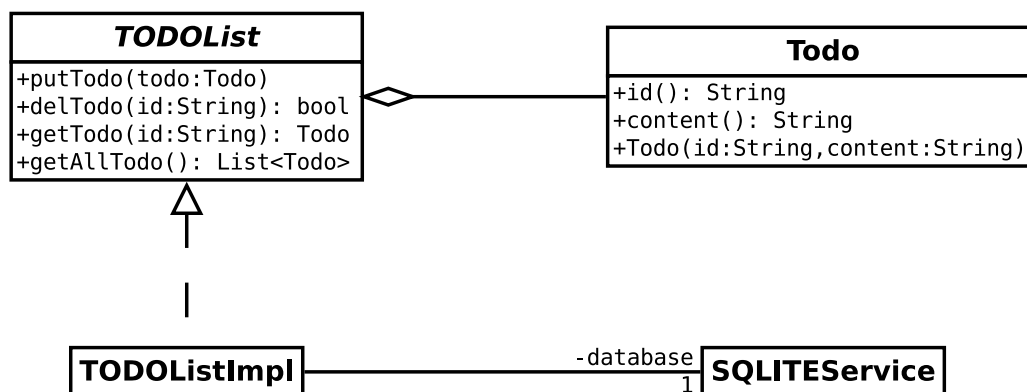 TODOList
+putTodo(todo:Todo)
+delTodo(id:String): bool
+getTodo(id:String): Todo
+getAllTodo(): List<Todo>
Todo
+id(): String
+content(): String
+Todo(id:String,content:String)
TODOListImpl
-database
1
SQLITEService